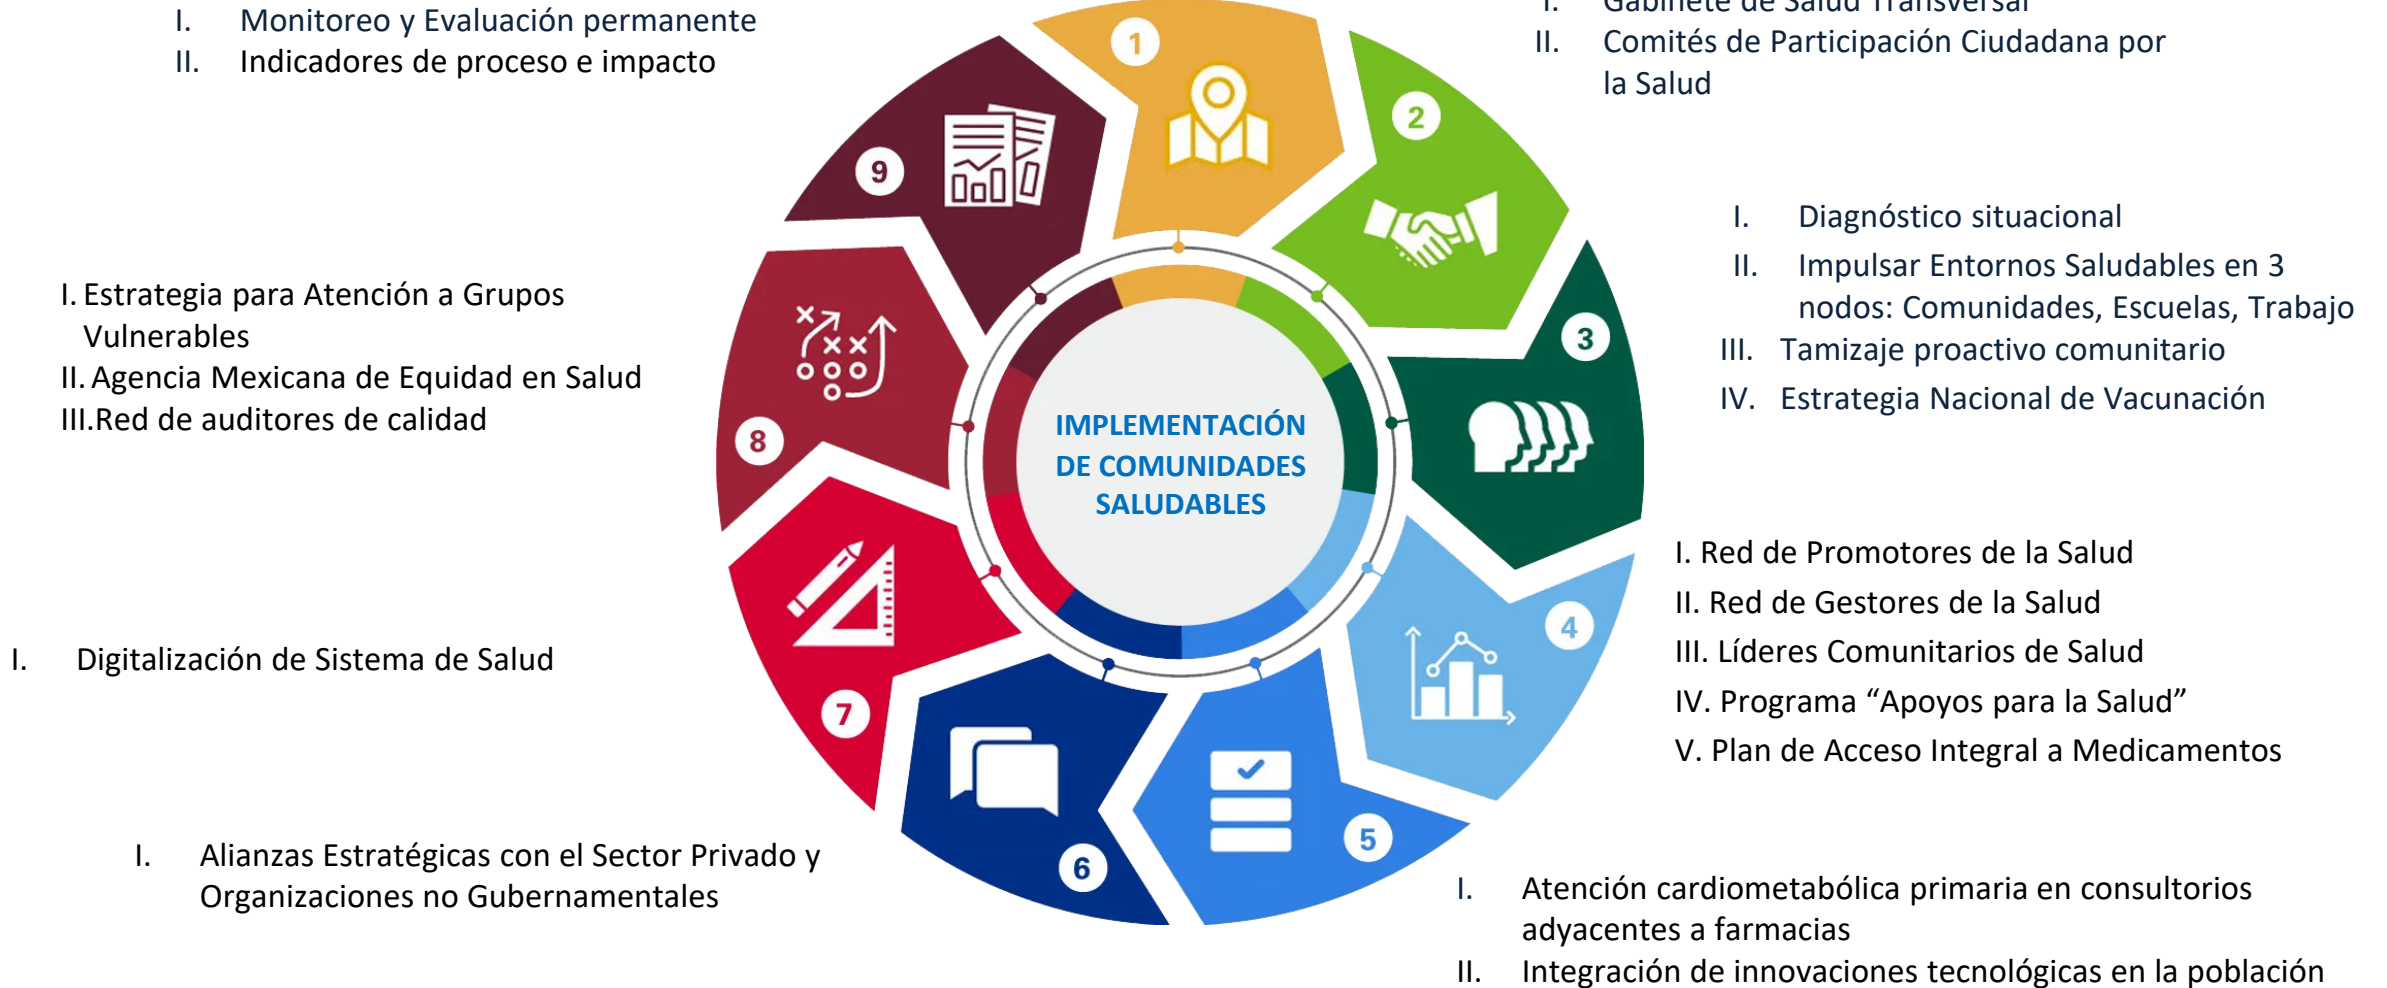 I. Monitoreo y Evaluación permanente
II. Indicadores de proceso e impacto
I. Gabinete de Salud Transversal
II. Comités de Participación Ciudadana por
la Salud
1
2
9
I. Diagnóstico situacional
II. Impulsar Entornos Saludables en 3
nodos: Comunidades, Escuelas, Trabajo
III. Tamizaje proactivo comunitario
IV. Estrategia Nacional de Vacunación
3
I. Estrategia para Atención a Grupos
Vulnerables
II. Agencia Mexicana de Equidad en Salud
III.Red de auditores de calidad
8
IMPLEMENTACIÓN
DE COMUNIDADES
SALUDABLES
I. Red de Promotores de la Salud
II. Red de Gestores de la Salud
III. Líderes Comunitarios de Salud
IV. Programa “Apoyos para la Salud”
V. Plan de Acceso Integral a Medicamentos
4
I. Digitalización de Sistema de Salud
7
5
6
I. Alianzas Estratégicas con el Sector Privado y
Organizaciones no Gubernamentales
I. Atención cardiometabólica primaria en consultorios
adyacentes a farmacias
II. Integración de innovaciones tecnológicas en la población